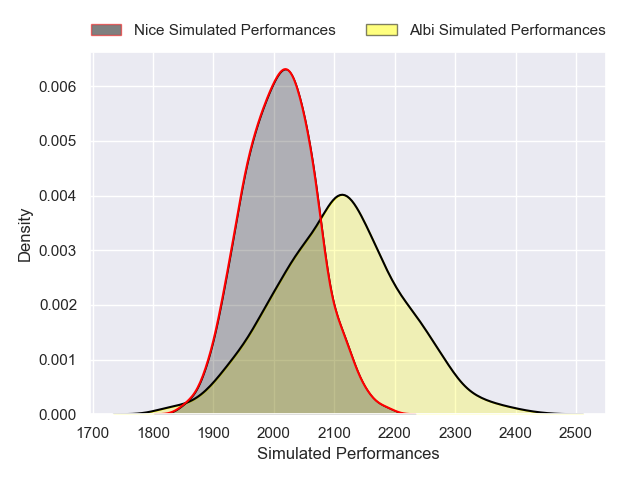 Nice Simulated Performances Albi Simulated Performances
0.006
0.005
0.004
0.003
0.002
0.001
0.000
Density
1700 1800 1900 2000 2100 2200 2300 2400 2500
Simulated Performances